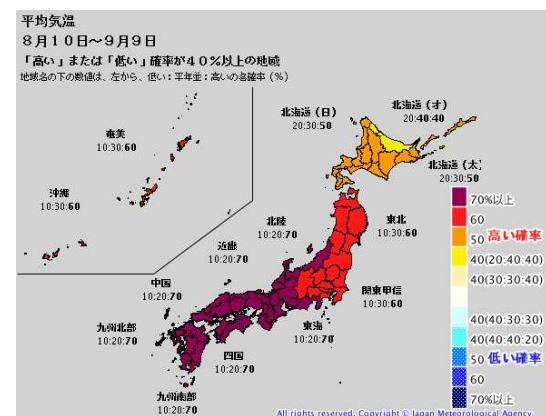 平均気温
８月１０日～９月９日
「高い」または「低い」確率が４０％以上の地域
地域名の下の数値は、左から、低い：平年並：高いの各確率（％）
北海道（日）
20:30:50
北海道（オ）
20:40:40
奄美
10:30:60
北海道（太）
20:30:50
沖縄
10:30:60
北陸
10:20:70
東北
10:30:60
近畿
10:20:70
中国
10:20:70
関東甲信
10:30:60
九州北部
10:20:70
東海
10:20:70
四国
10:20:70
九州南部
10:20:70
70%以上
60
50 高い確率
40(20:40:40)
40(30:30:40)
40(40:30:30)
40(40:40:20)
50 低い確率
60
70%以上
All rights reserved. Copyright © Japan Meteorological Agency